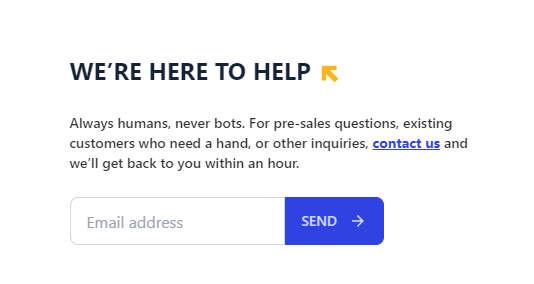 WE’RE HERE TO HELP
Always humans, never bots. For pre-sales questions, existing
customers who need a hand, or other inquiries, contact us and
we’ll get back to you within an hour.
Email address
SEND